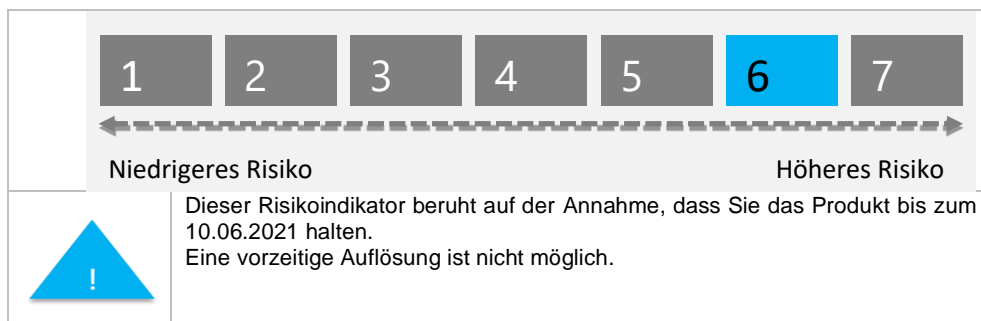 1 2 3 4 5 6 7
Niedrigeres Risiko Höheres Risiko
Dieser Risikoindikator beruht auf der Annahme, dass Sie das Produkt bis zum
10.06.2021 halten.
Eine vorzeitige Auflösung ist nicht möglich.
!